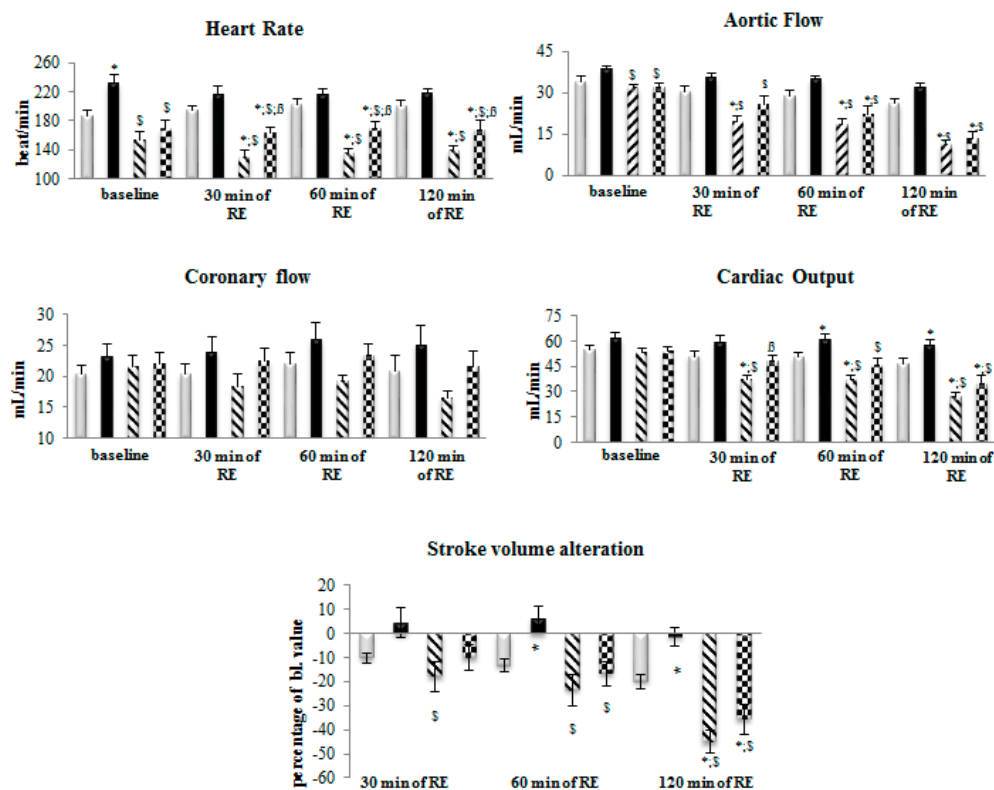 Heart Rate
beat/min
260
220
180
140
100
*
$
$
*;$
*;$;ß
*;$
*;$;ß
*;$
*;$;ß
baseline
30 min of
RE
60 min of
RE
120 min
of RE
Aortic Flow
mL/min
45
30
15
0
$
$
*;$
$
*;$
*;$
*;$
*;$
baseline
30 min of
RE
60 min of
RE
120 min
of RE
Coronary flow
mL/min
30
25
20
15
10
baseline
30 min of
RE
60 min of
RE
120 min
of RE
Cardiac Output
mL/min
75
60
45
30
15
0
*;$
ß
*
*;$
$
*
*;$
*;$
baseline
30 min of
RE
60 min of
RE
120 min of
RE
Stroke volume alteration
percentage of bl. value
20
10
0
-10
-20
-30
-40
-50
-60
$
*
$
$
*
*;$
*;$
30 min of RE
60 min of RE
120 min of RE